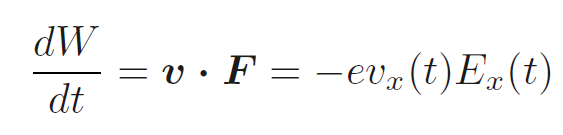 dW/dt = v · F = −ev_x(t)E_x(t)